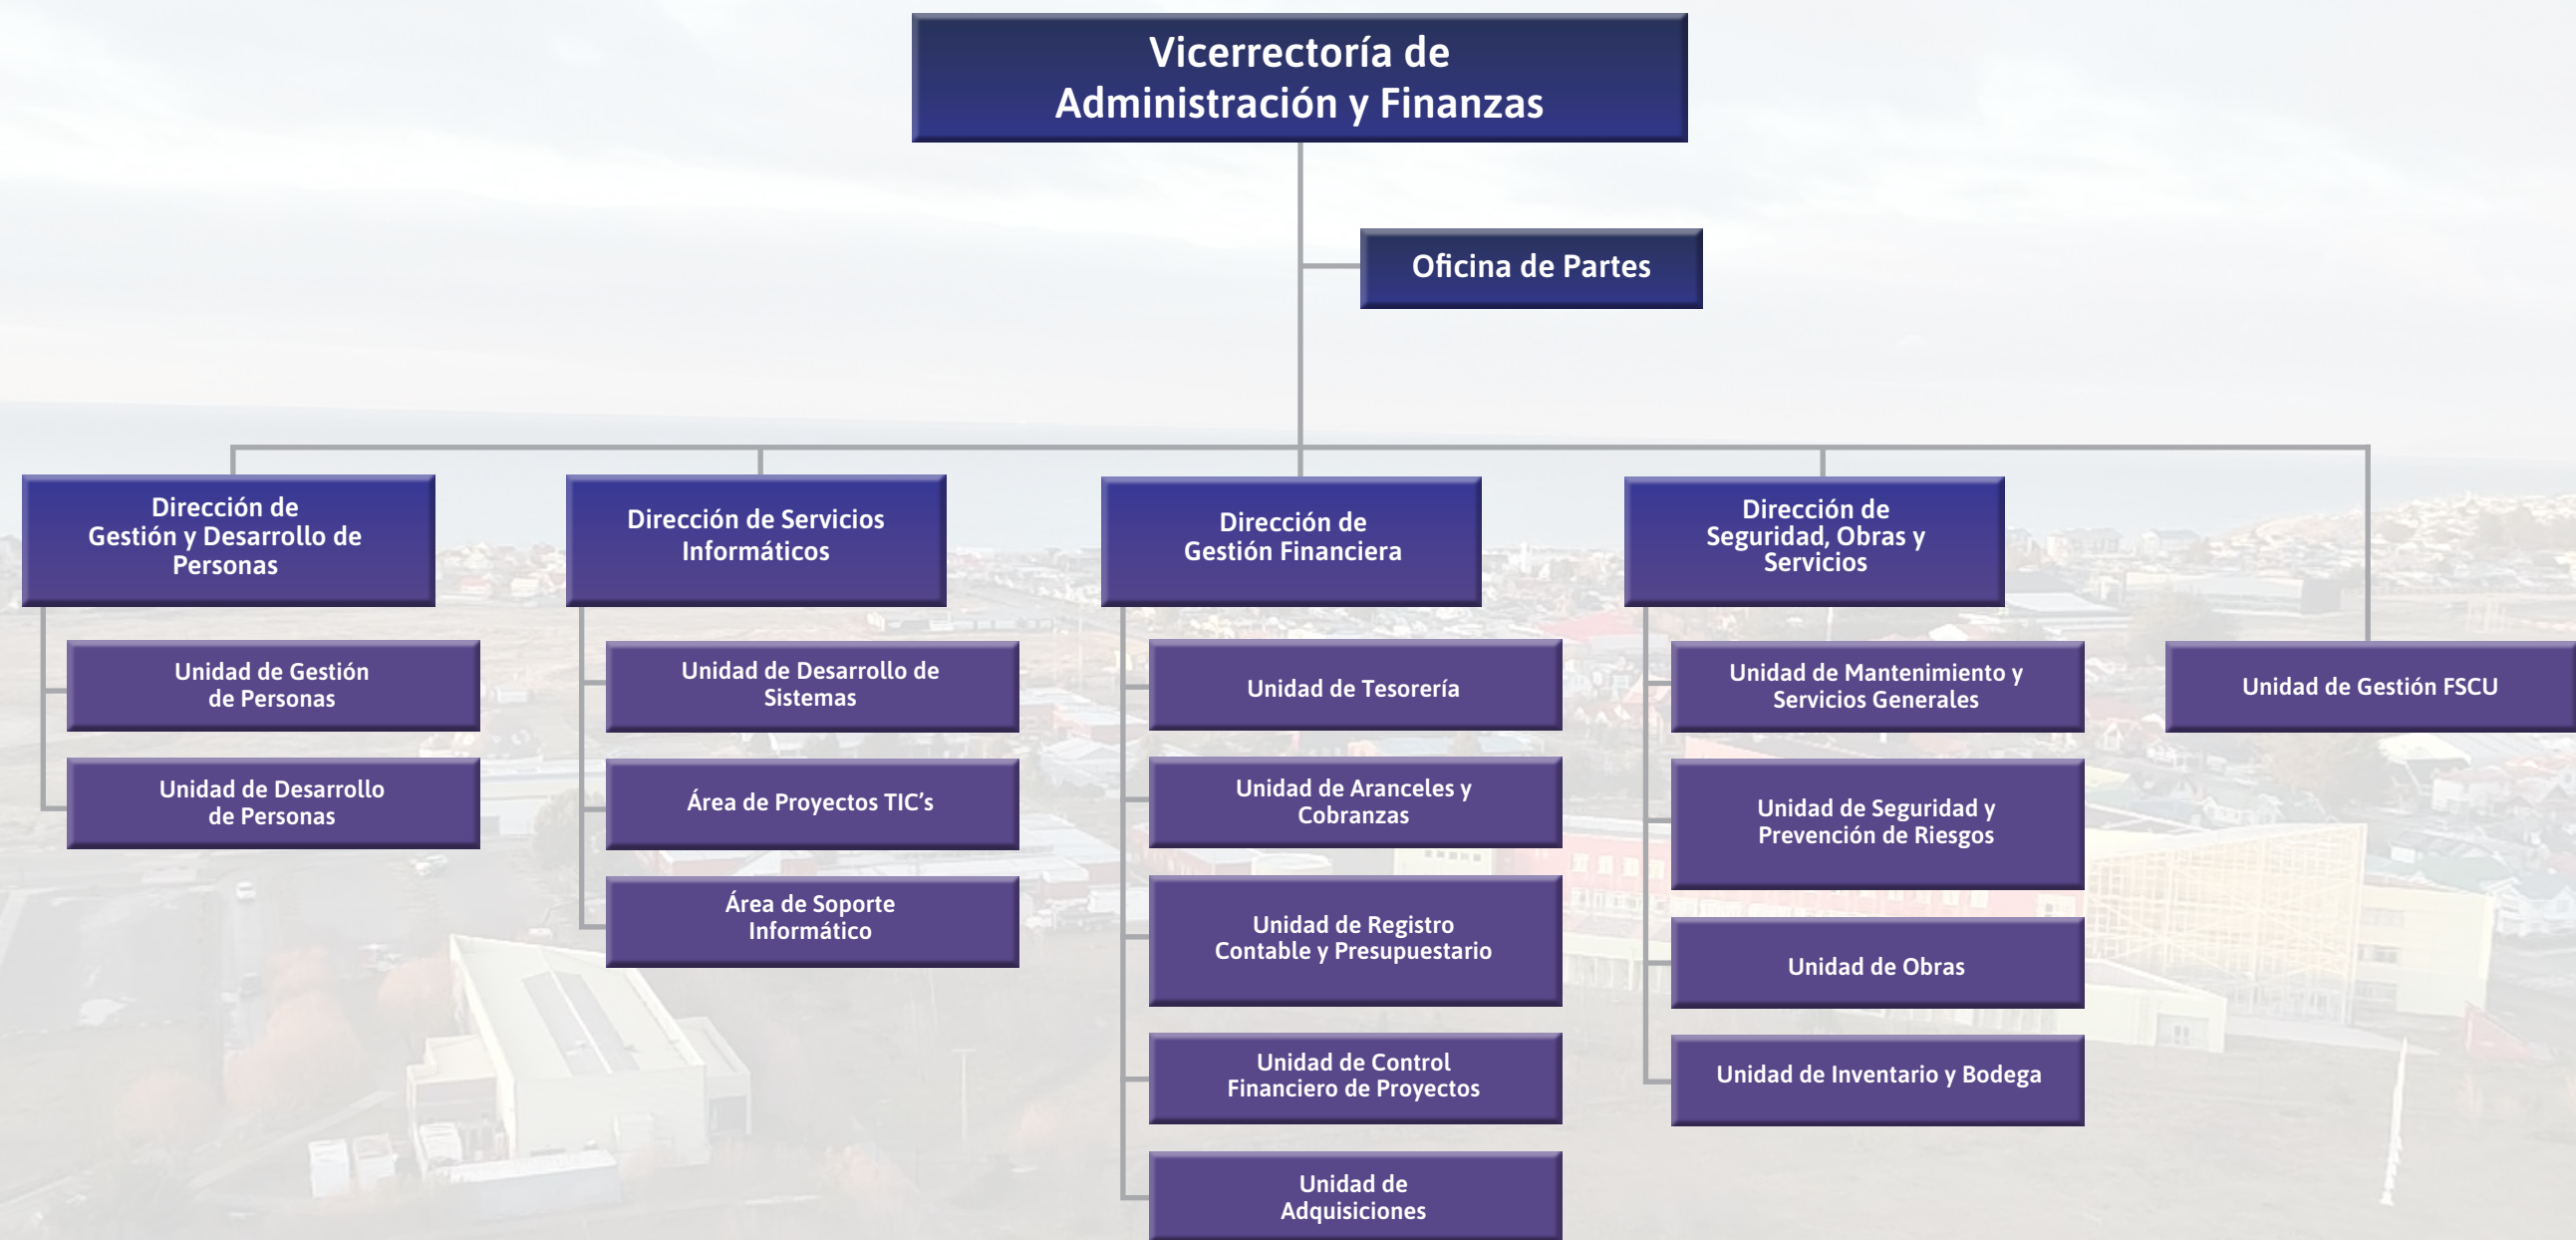 Vicerrectoría de
Administración y Finanzas
Oficina de Partes
Dirección de
Gestión y Desarrollo de
Personas
Unidad de Gestión
de Personas
Unidad de Desarrollo
de Personas
Dirección de Servicios
Informáticos
Unidad de Desarrollo de
Sistemas
Área de Proyectos TIC’s
Área de Soporte
Informático
Dirección de
Gestión Financiera
Unidad de Tesorería
Unidad de Aranceles y
Cobranzas
Unidad de Registro
Contable y Presupuestario
Unidad de Control
Financiero de Proyectos
Unidad de
Adquisiciones
Dirección de
Seguridad, Obras y
Servicios
Unidad de Mantenimiento y
Servicios Generales
Unidad de Seguridad y
Prevención de Riesgos
Unidad de Obras
Unidad de Inventario y Bodega
Unidad de Gestión FSCU